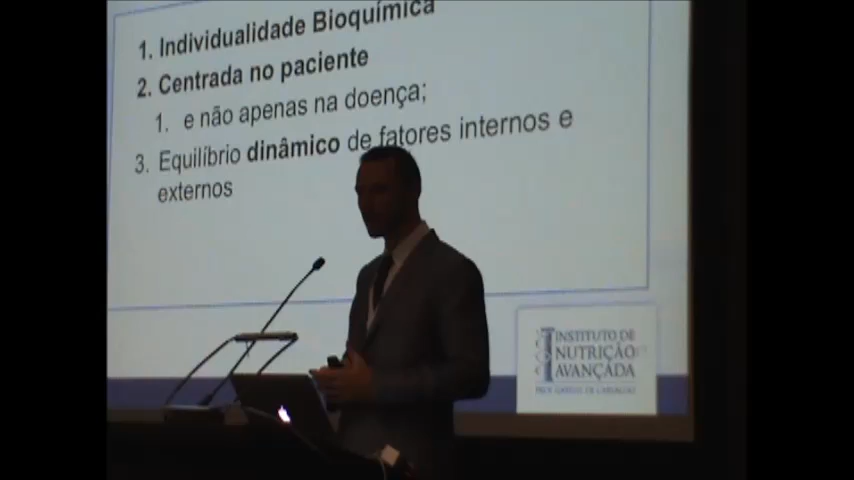 1. Individualidade Bioquímica
2. Centrada no paciente
1. e não apenas na doença;
3. Equilíbrio dinâmico de fatores internos e
externos
INSTITUTO DE
NUTRIÇÃO
AVANÇADA